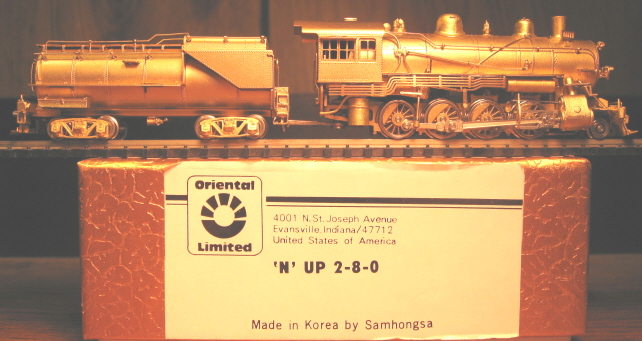 Oriental
Limited
4001 N.St.Joseph Avenue
Evansville,Indiana/47712
United States of America
'N' UP 2-8-0
Made in Korea by Samhongsa